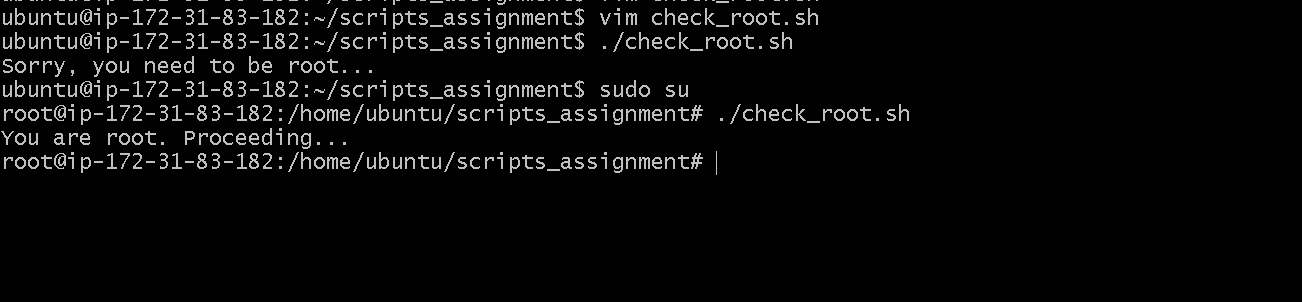 ubuntu@ip-172-31-83-182:~/scripts_assignment$ vim check_root.sh
ubuntu@ip-172-31-83-182:~/scripts_assignment$ ./check_root.sh
Sorry, you need to be root...
ubuntu@ip-172-31-83-182:~/scripts_assignment$ sudo su
root@ip-172-31-83-182:/home/ubuntu/scripts_assignment# ./check_root.sh
You are root. Proceeding...
root@ip-172-31-83-182:/home/ubuntu/scripts_assignment#